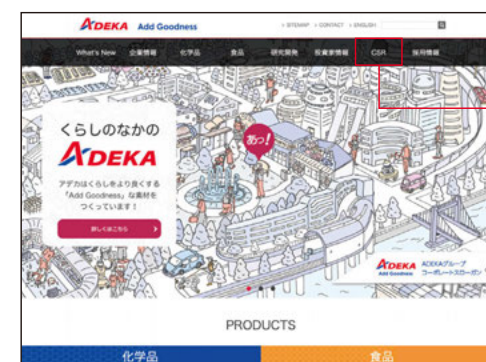 ADEKA Add Goodness
> SITEMAP > CONTACT > ENGLISH
What's New 企業情報 化学品 食品 研究開発 投資家情報 CSR 採用情報
くらしのなかの
ADEKA
アデカはくらしをより良くする
「Add Goodness」な素材を
つくっています!
詳しくはこちら
あっ!
ADEKA
Add Goodness
ADEKAグループ
コーポレートスローガン
PRODUCTS
化学品 食品